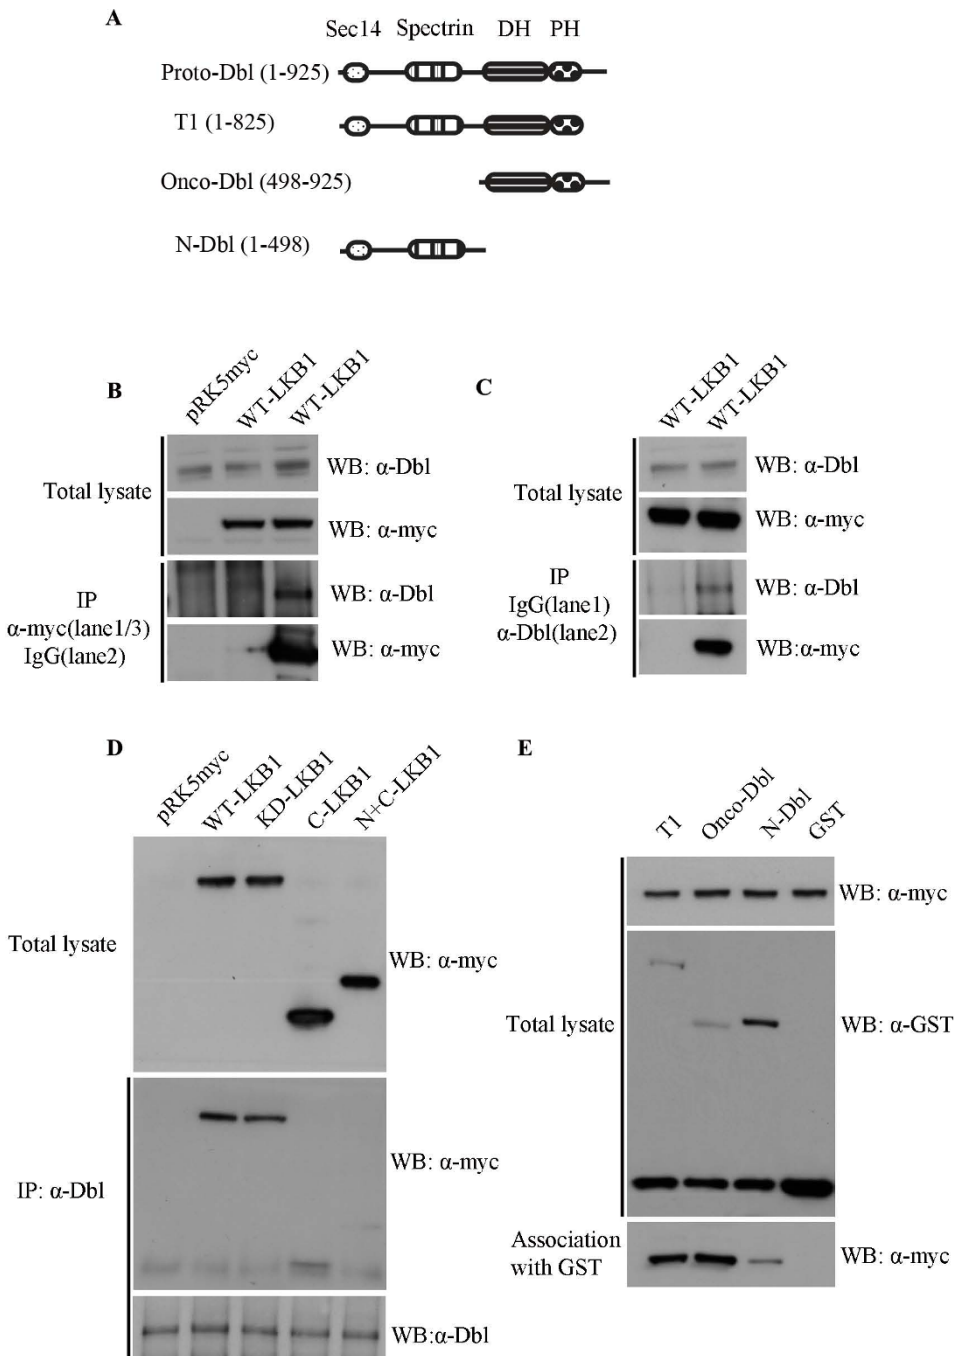 A
Sec14 Spectrin DH PH
Proto-Dbl (1-925)
T1 (1-825)
Onco-Dbl (498-925)
N-Dbl (1-498)
B
pRK5myc
WT-LKB1
WT-LKB1
Total lysate
WB: α-Dbl
WB: α-myc
IP
α-myc(lane1/3)
IgG(lane2)
WB: α-Dbl
WB: α-myc
C
WT-LKB1
WT-LKB1
Total lysate
WB: α-Dbl
WB: α-myc
IP
IgG(lane1)
α-Dbl(lane2)
WB: α-Dbl
WB:α-myc
D
pRK5myc
WT-LKB1
KD-LKB1
C-LKB1
N+C-LKB1
Total lysate
WB: α-myc
IP: α-Dbl
WB: α-myc
WB:α-Dbl
E
T1
Onco-Dbl
N-Dbl
GST
WB: α-myc
Total lysate
WB: α-GST
Association
with GST
WB: α-myc